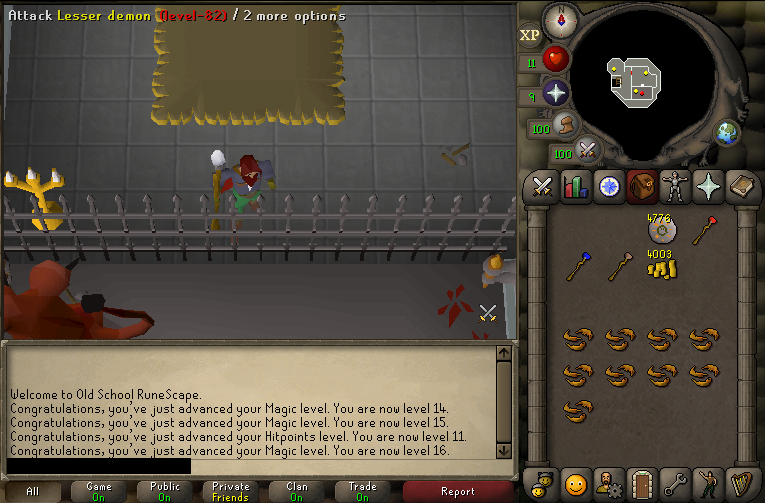 Attack Lesser demon (level-82) / 2 more options
N
XP
11
9
100
100
4776
4003
Welcome to Old School RuneScape.
Congratulations, you've just advanced your Magic level. You are now level 14.
Congratulations, you've just advanced your Magic level. You are now level 15.
Congratulations, you've just advanced your Hitpoints level. You are now level 11.
Congratulations, you've just advanced your Magic level. You are now level 16.
All
Game
On
Public
On
Private
Friends
Clan
On
Trade
On
Report